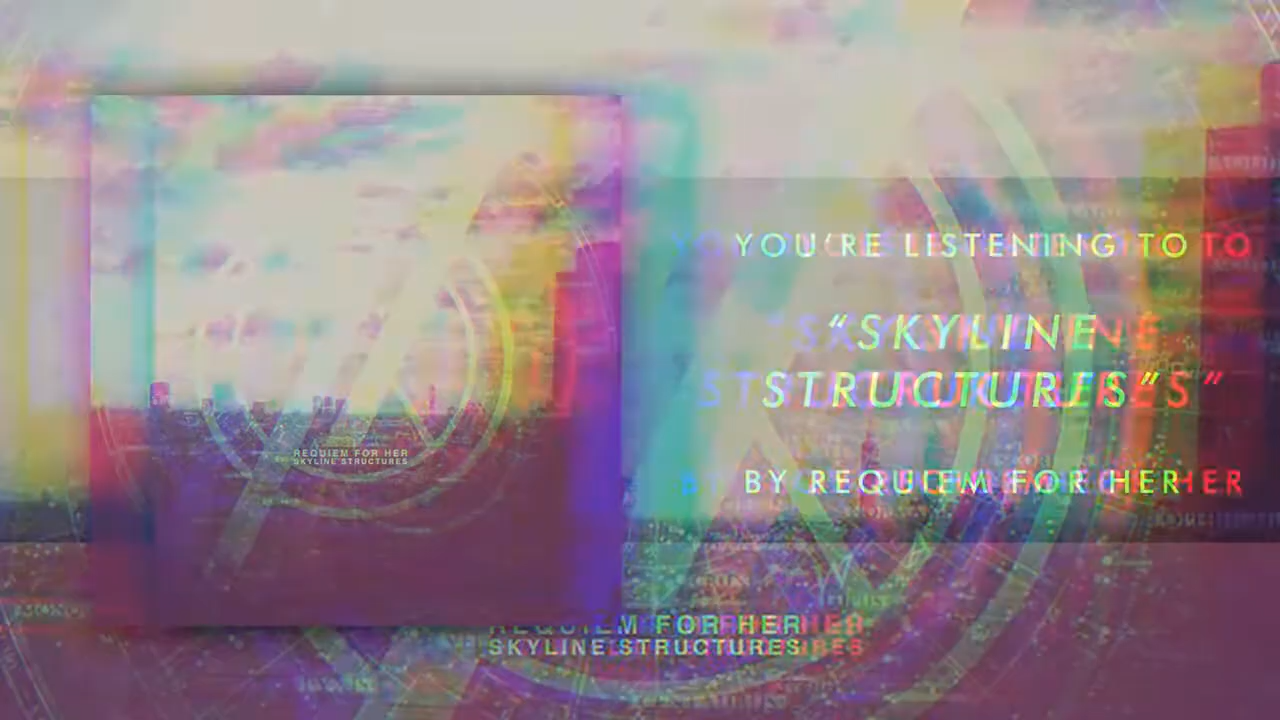 YOU'RE LISTENING TO
"SKYLINE
STRUCTURES"
BY REQUIEM FOR HER
REQUIEM FOR HER
SKYLINE STRUCTURES
REQUIEM FOR HER
SKYLINE STRUCTURES